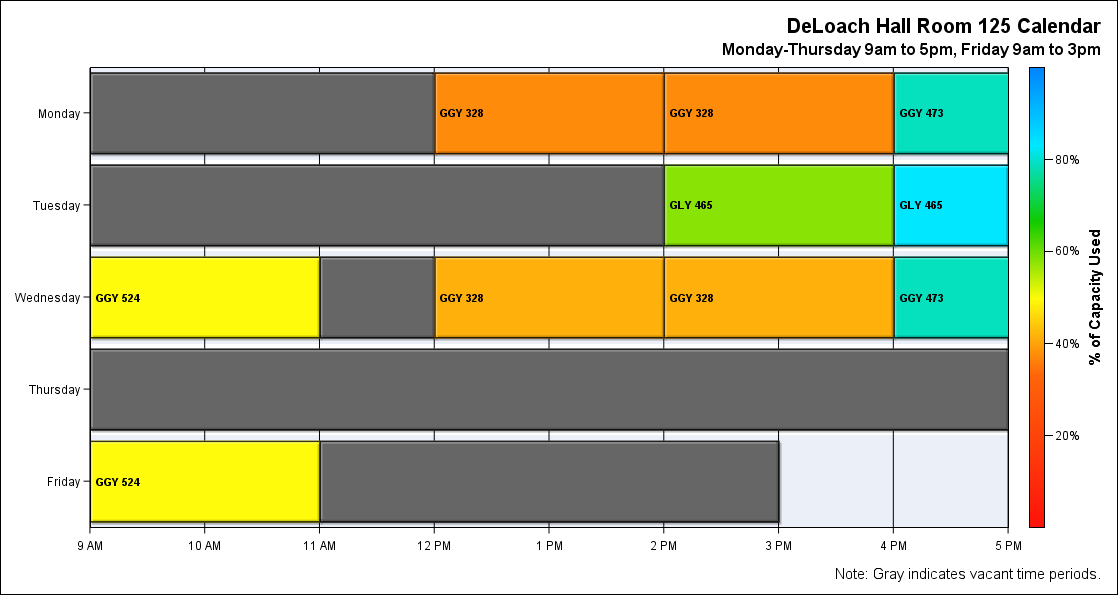 DeLoach Hall Room 125 Calendar
Monday-Thursday 9am to 5pm, Friday 9am to 3pm
Monday
GGY 328
GGY 328
GGY 473
Tuesday
GLY 465
GLY 465
Wednesday
GGY 524
GGY 328
GGY 328
GGY 473
Thursday
Friday
GGY 524
9 AM 10 AM 11 AM 12 PM 1 PM 2 PM 3 PM 4 PM 5 PM
80%
60%
40%
20%
% of Capacity Used
Note: Gray indicates vacant time periods.